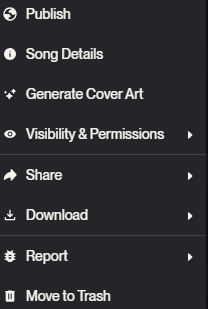 Publish
Song Details
Generate Cover Art
Visibility & Permissions
Share
Download
Report
Move to Trash